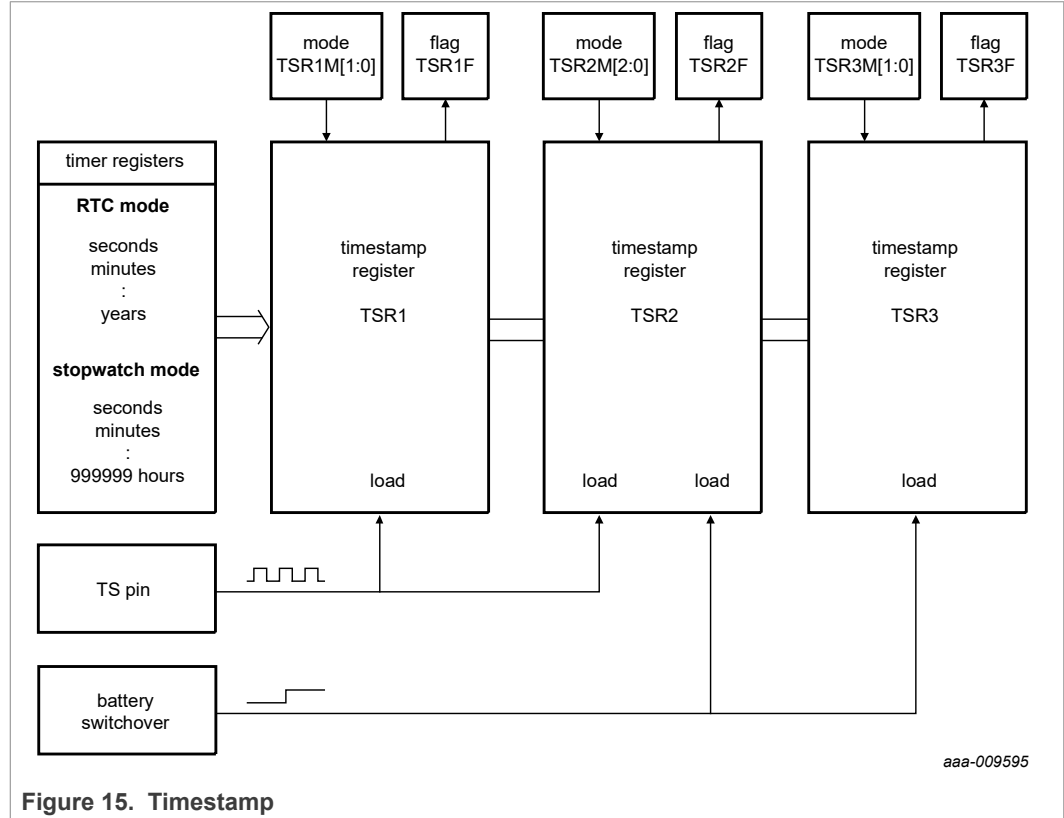 mode
TSR1M[1:0]
flag
TSR1F
mode
TSR2M[2:0]
flag
TSR2F
mode
TSR3M[1:0]
flag
TSR3F
timer registers
RTC mode
seconds
minutes
:
years
stopwatch mode
seconds
minutes
:
999999 hours
timestamp
register
TSR1
load
timestamp
register
TSR2
load
load
timestamp
register
TSR3
load
TS pin
battery
switchover
aaa-009595
Figure 15. Timestamp